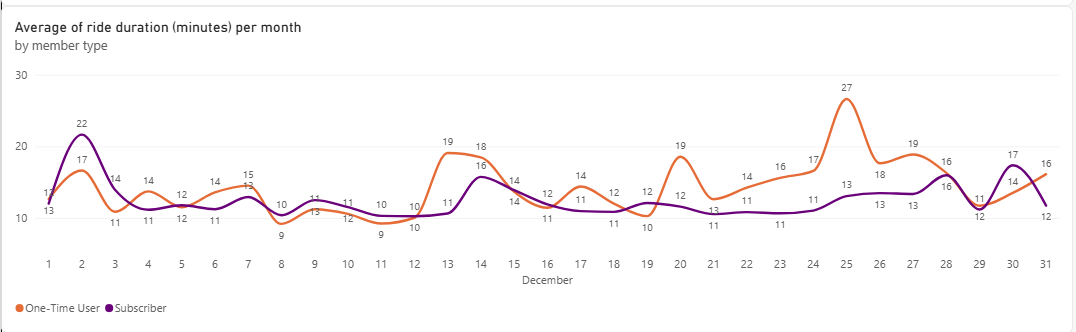 Average of ride duration (minutes) per month
by member type
30
27
22
20 19 18 19 19
17 17 16 17 16
16
14 14 14 15 14 14 14 16 18
12 12 13 12 12 12 12 13 16 14
13 10 11 11 10 10 11 14 11 13 11 11 13 13 11
10 11 11 12 11 13 12 11 11 12 12
10 10 11 11
9 9
1 2 3 4 5 6 7 8 9 10 11 12 13 14 15 16 17 18 19 20 21 22 23 24 25 26 27 28 29 30 31
December
One-Time User Subscriber